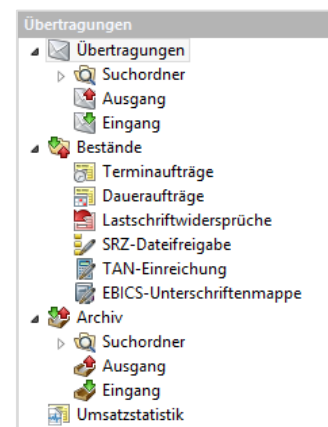 Übertragungen
Übertragungen
Suchordner
Ausgang
Eingang
Bestände
Terminaufträge
Daueraufträge
Lastschriftwidersprüche
SRZ-Dateifreigabe
TAN-Einreichung
EBICS-Unterschriftenmappe
Archiv
Suchordner
Ausgang
Eingang
Umsatzstatistik